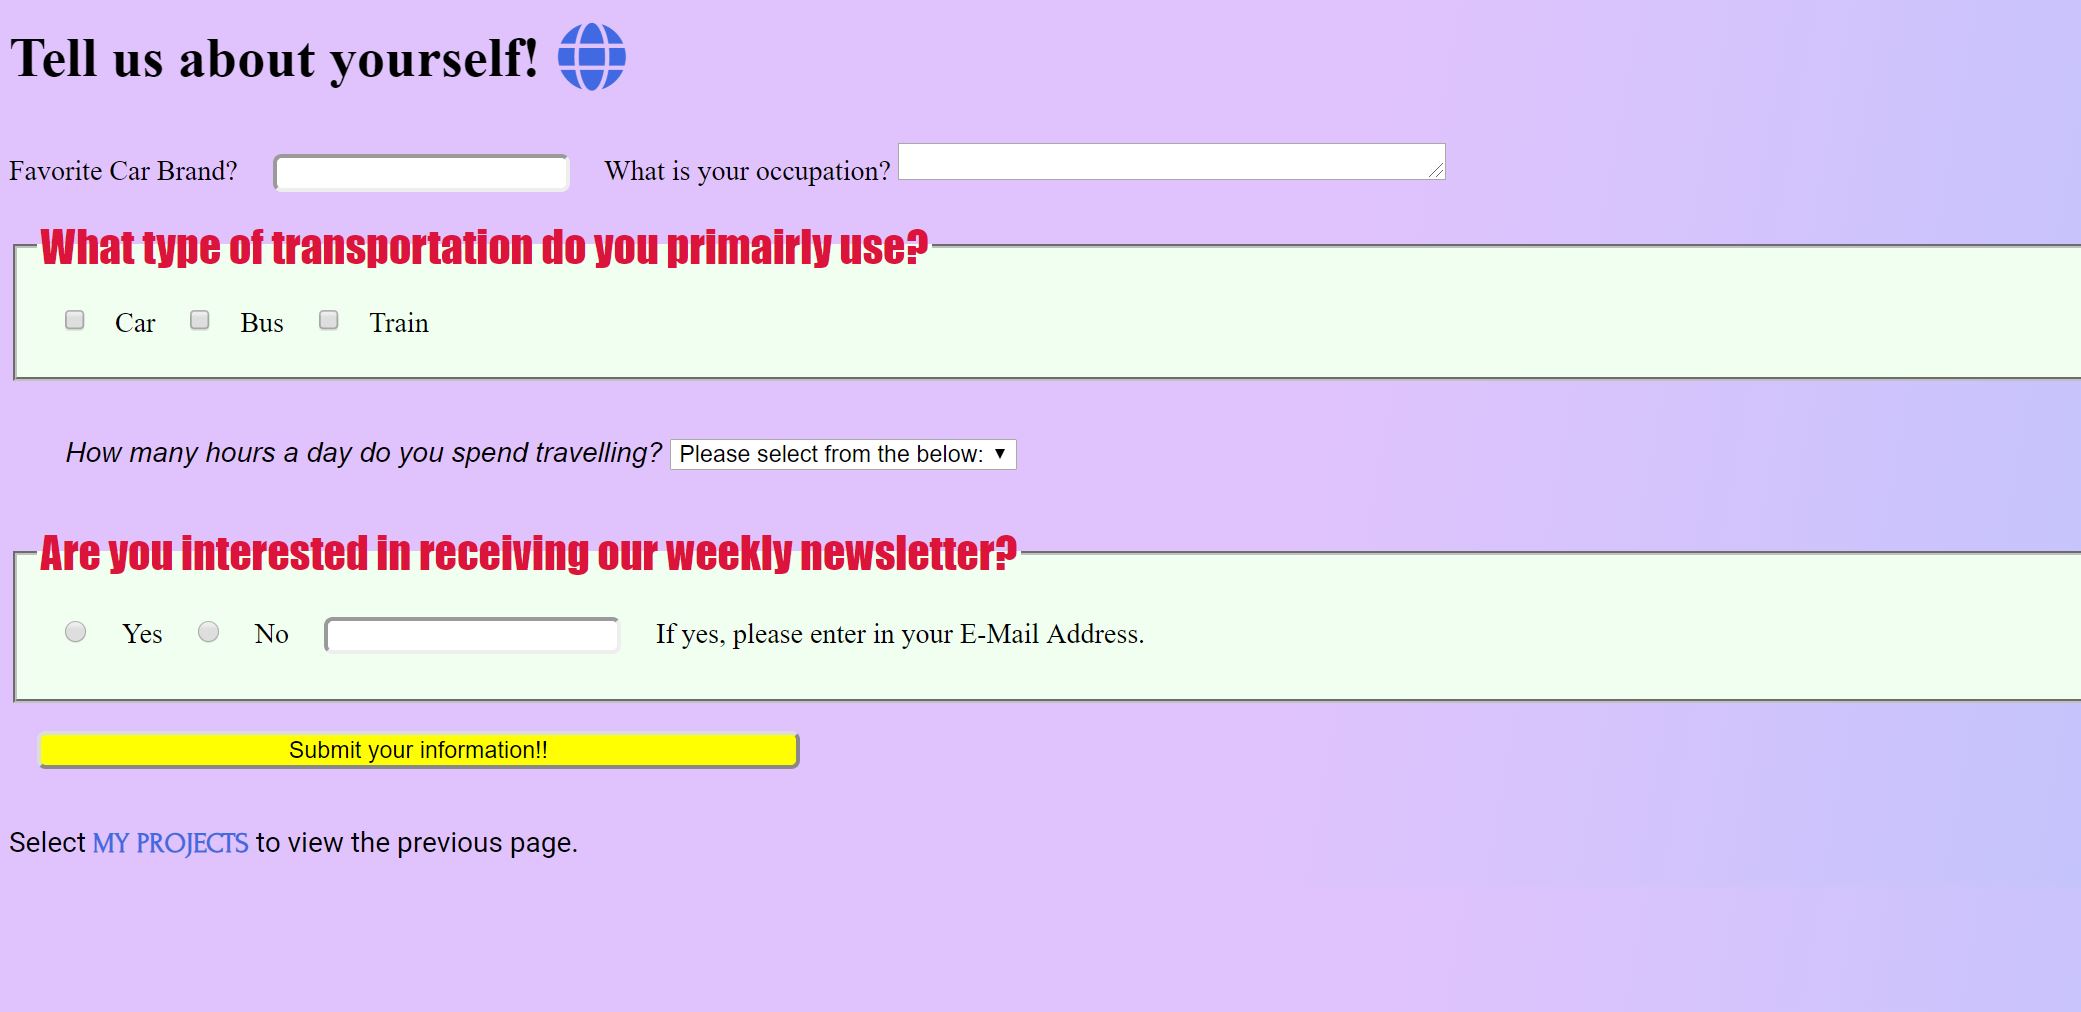 Tell us about yourself!
Favorite Car Brand? What is your occupation?
What type of transportation do you primairly use?
Car Bus Train
How many hours a day do you spend travelling? Please select from the below:
Are you interested in receiving our weekly newsletter?
Yes No If yes, please enter in your E-Mail Address.
Submit your information!!
Select MY PROJECTS to view the previous page.